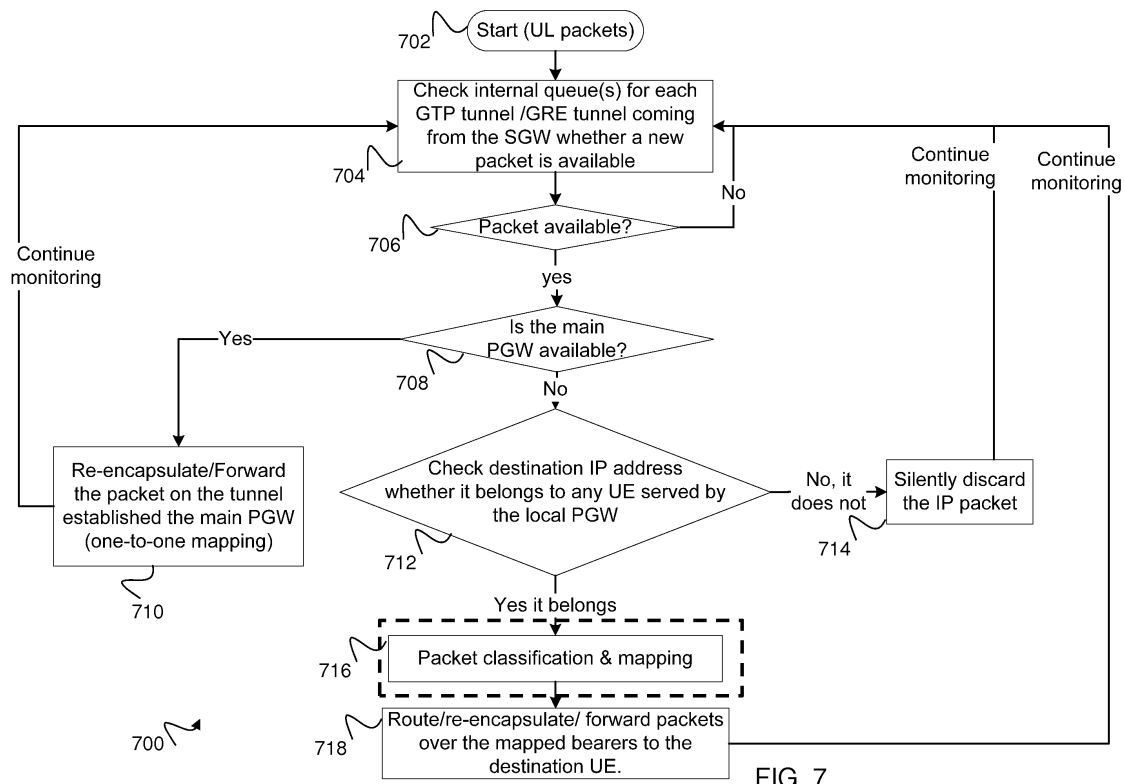 702
Start (UL packets)
Check internal queue(s) for each
GTP tunnel /GRE tunnel coming
from the SGW whether a new
packet is available
704
Continue
monitoring
Continue
monitoring
No
706
Packet available?
Continue
monitoring
yes
Is the main
PGW available?
Yes
708
No
Re-encapsulate/Forward
the packet on the tunnel
established the main PGW
(one-to-one mapping)
710
Check destination IP address
whether it belongs to any UE served by
the local PGW
712
No, it
does not
Silently discard
the IP packet
714
Yes it belongs
716
Packet classification & mapping
718
Route/re-encapsulate/ forward packets
over the mapped bearers to the
destination UE.
700
FIG. 7